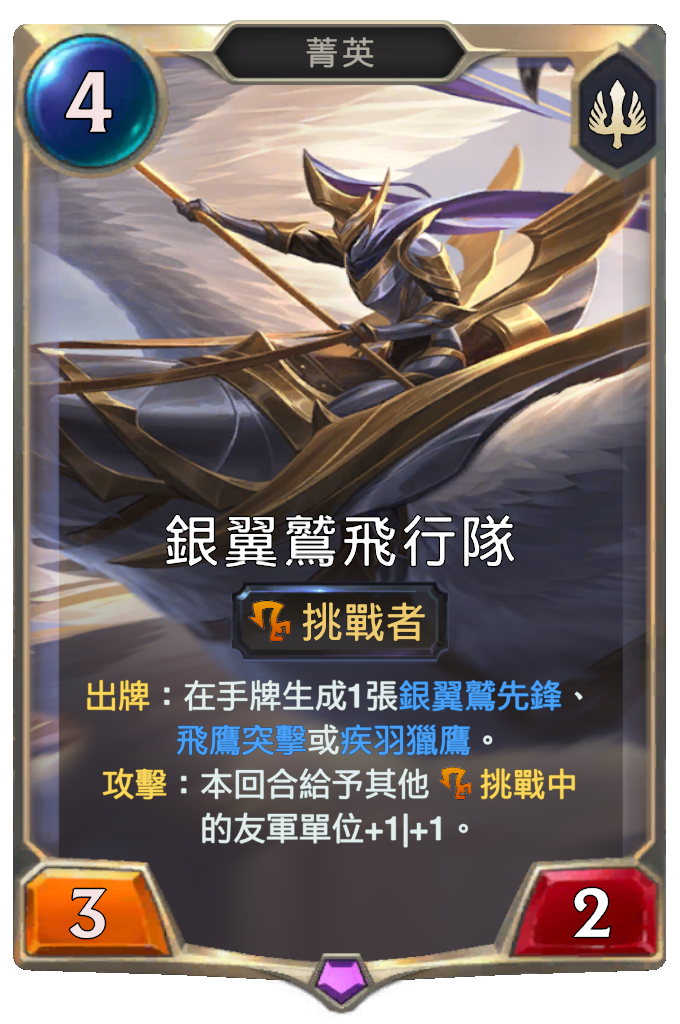 菁英
4
銀翼鷲飛行隊
挑戰者
出牌：在手牌生成1張銀翼鷲先鋒、
飛鷹突擊或疾羽獵鷹。
攻擊：本回合給予其他 挑戰中
的友軍單位+1|+1。
3
2